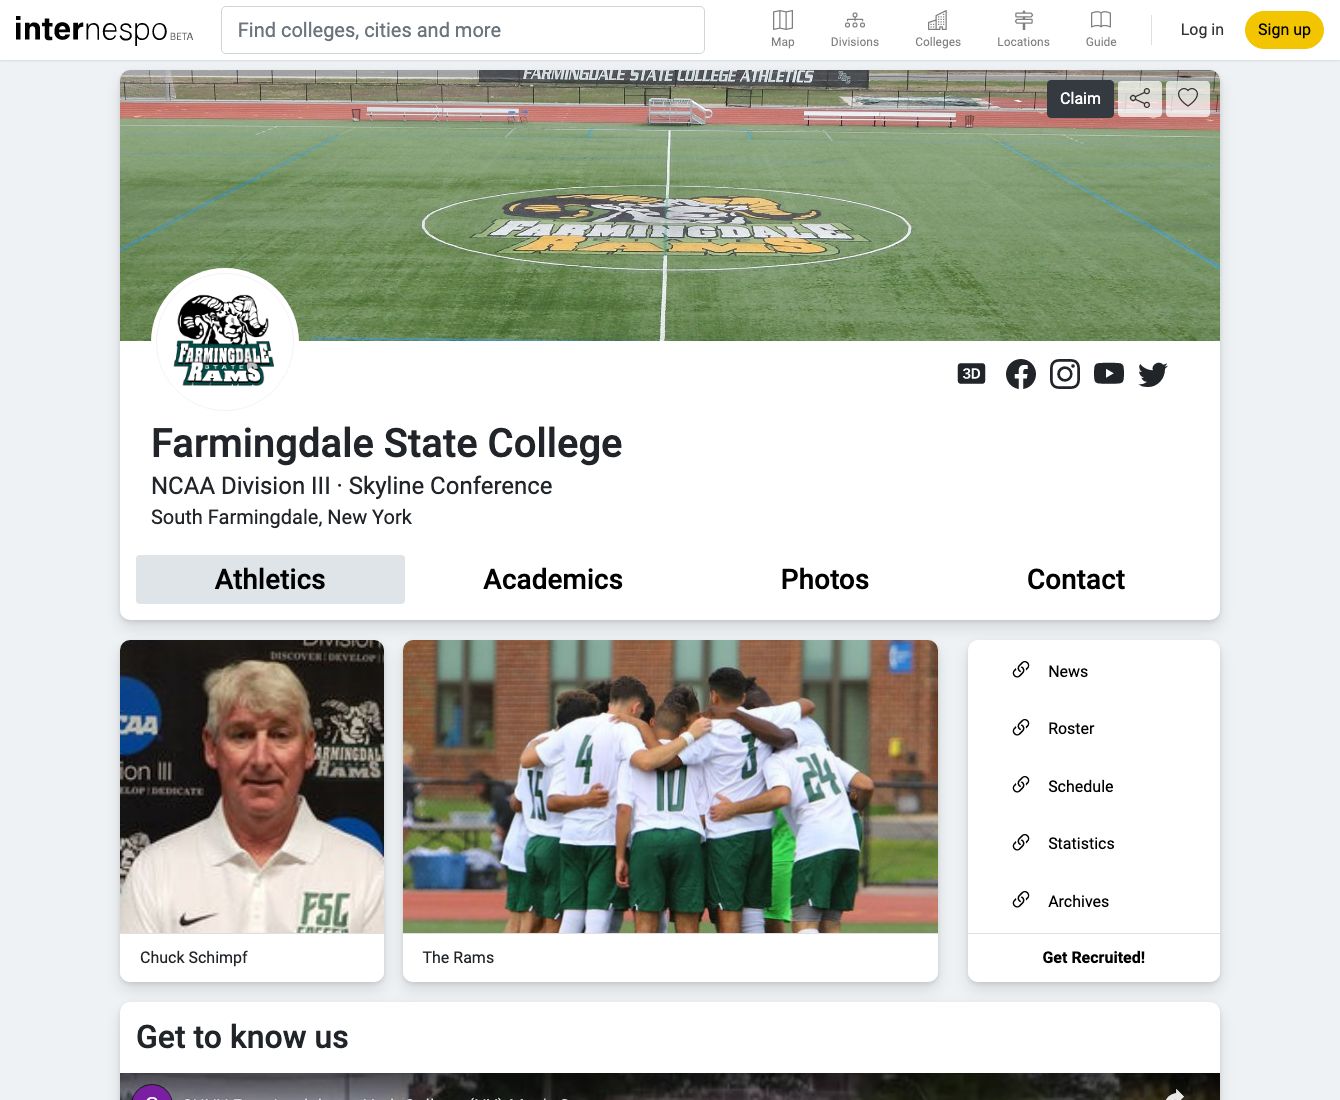 internespo BETA
Find colleges, cities and more
Map
Divisions
Colleges
Locations
Guide
Log in
Sign up
FARMINGDALE STATE COLLEGE ATHLETICS
Claim
FARMINGDALE
RAMS
FARMINGDALE
STATE
RAMS
3D
Farmingdale State College
NCAA Division III · Skyline Conference
South Farmingdale, New York
Athletics
Academics
Photos
Contact
DISCOVER | DEVELOP |
CAA
FARMINGDALE
RAMS
ion III
ELOP | DEDICATE
FSC
Chuck Schimpf
15
4
10
3
24
The Rams
News
Roster
Schedule
Statistics
Archives
Get Recruited!
Get to know us